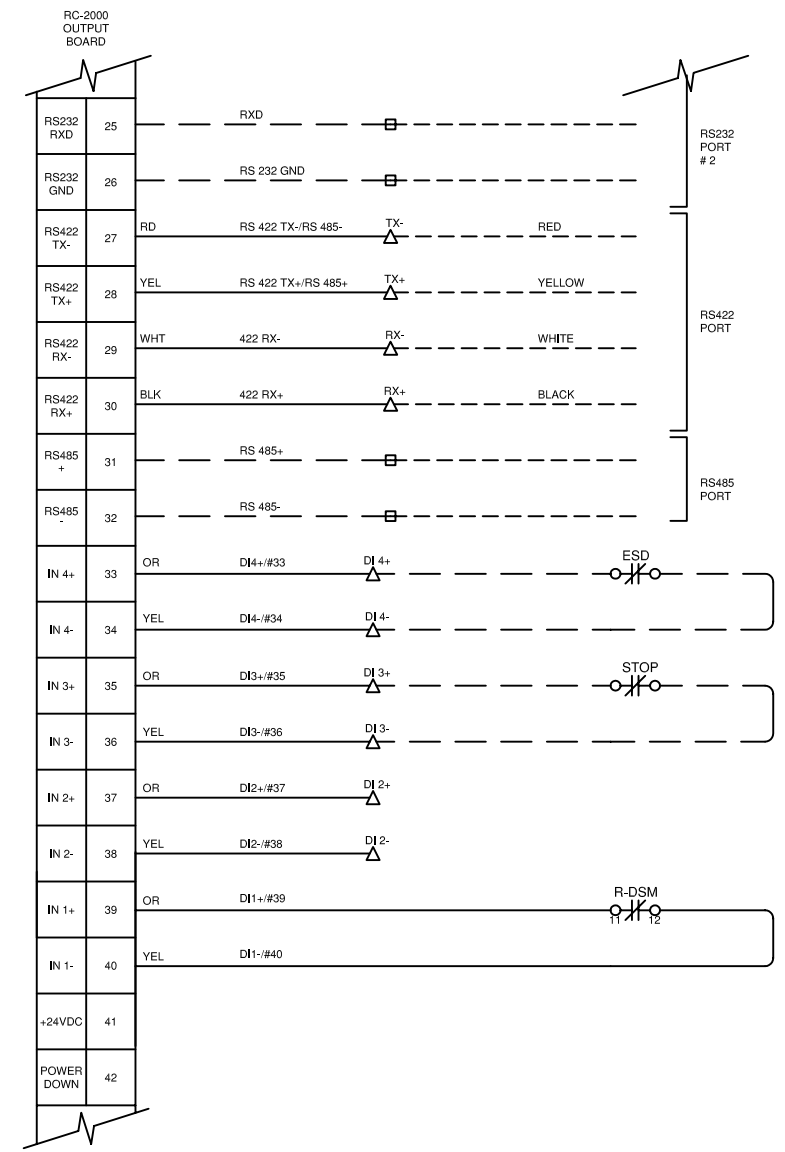 RC-2000
OUTPUT
BOARD
RS232
RXD
25
RXD
RS232
PORT
# 2
RS232
GND
26
RS 232 GND
RS422
TX-
27
RD
RS 422 TX-/RS 485-
TX-
RED
RS422
TX+
28
YEL
RS 422 TX+/RS 485+
TX+
YELLOW
RS422
PORT
RS422
RX-
29
WHT
422 RX-
RX-
WHITE
RS422
RX+
30
BLK
422 RX+
RX+
BLACK
RS485
+
31
RS 485+
RS485
PORT
RS485
-
32
RS 485-
IN 4+
33
OR
DI4+/#33
DI 4+
ESD
IN 4-
34
YEL
DI4-/#34
DI 4-
IN 3+
35
OR
DI3+/#35
DI 3+
STOP
IN 3-
36
YEL
DI3-/#36
DI 3-
IN 2+
37
OR
DI2+/#37
DI 2+
IN 2-
38
YEL
DI2-/#38
DI 2-
IN 1+
39
OR
DI1+/#39
R-DSM
11
12
IN 1-
40
YEL
DI1-/#40
+24VDC
41
POWER
DOWN
42